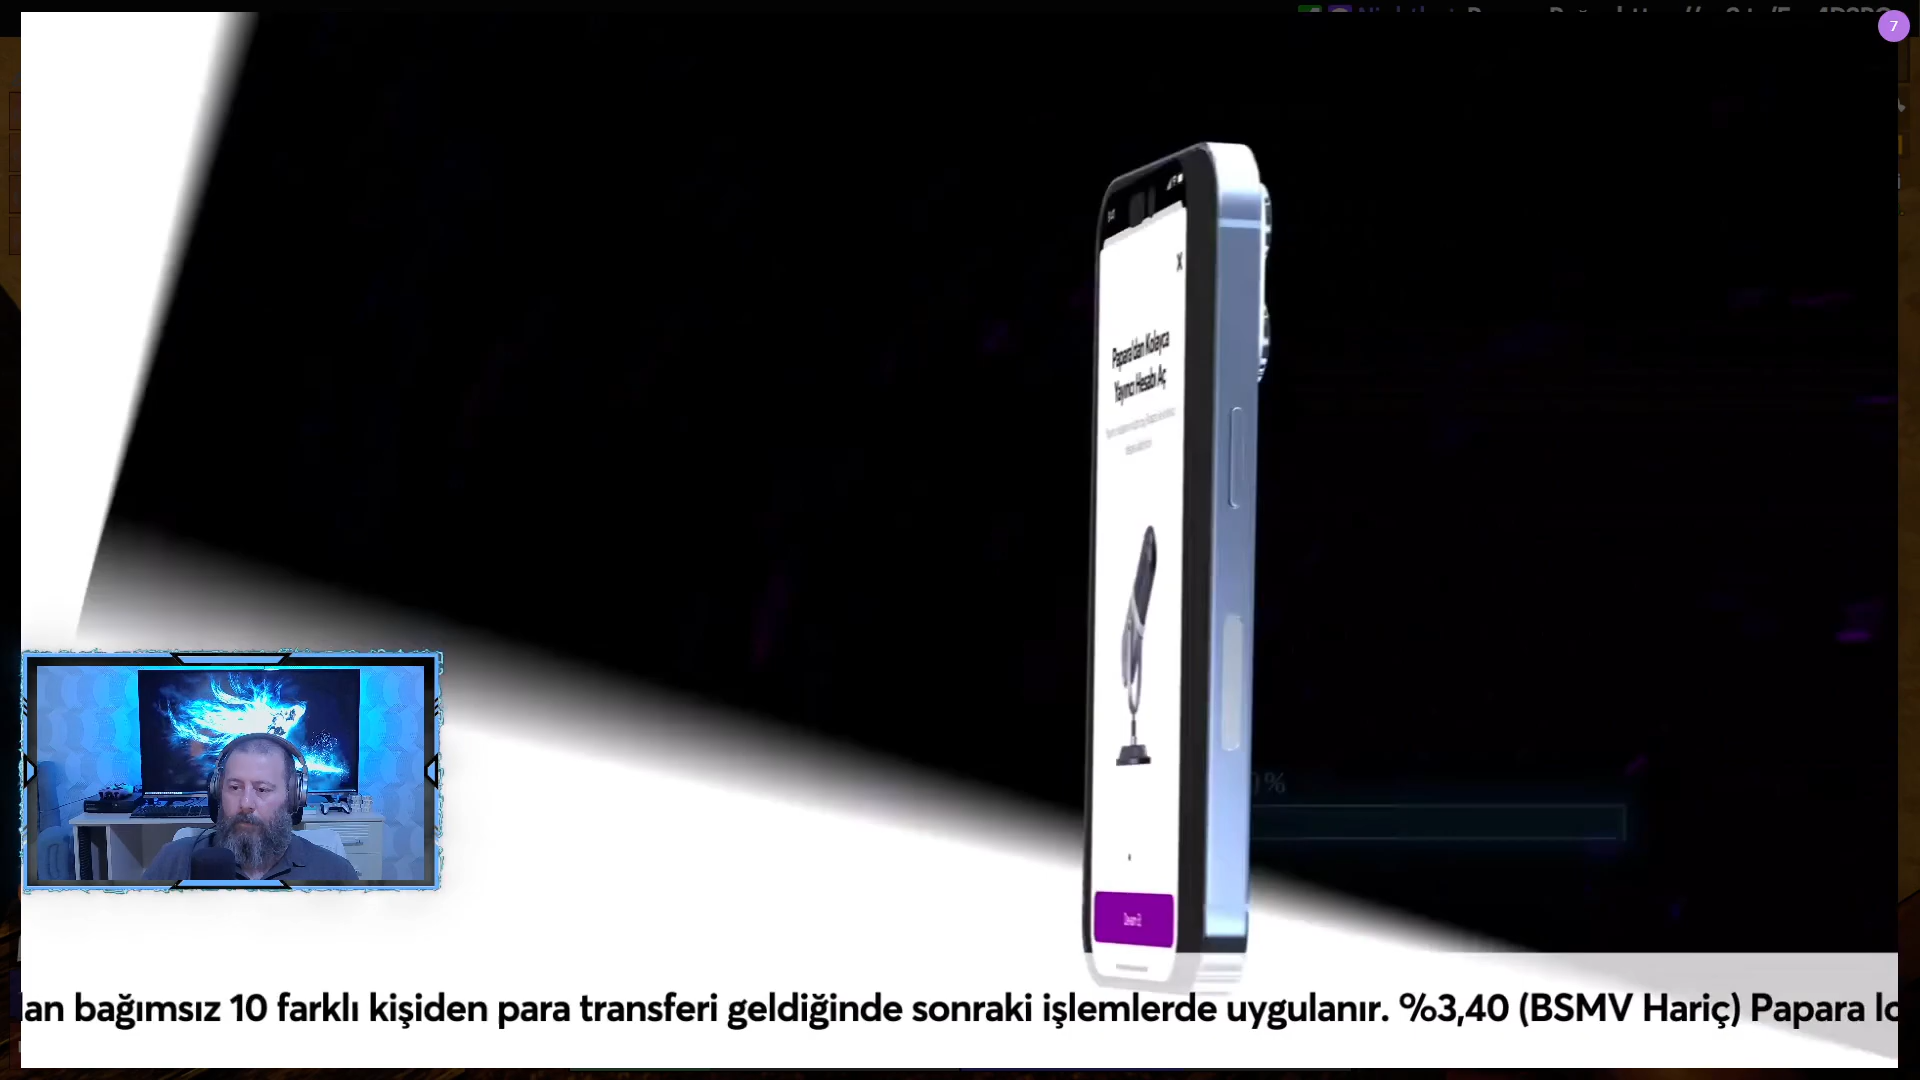 7
Papara'dan Kolayca
Yayıncı Hesabı Aç
%
lan bağımsız 10 farklı kişiden para transferi geldiğinde sonraki işlemlerde uygulanır. %3,40 (BSMV Hariç) Papara lo